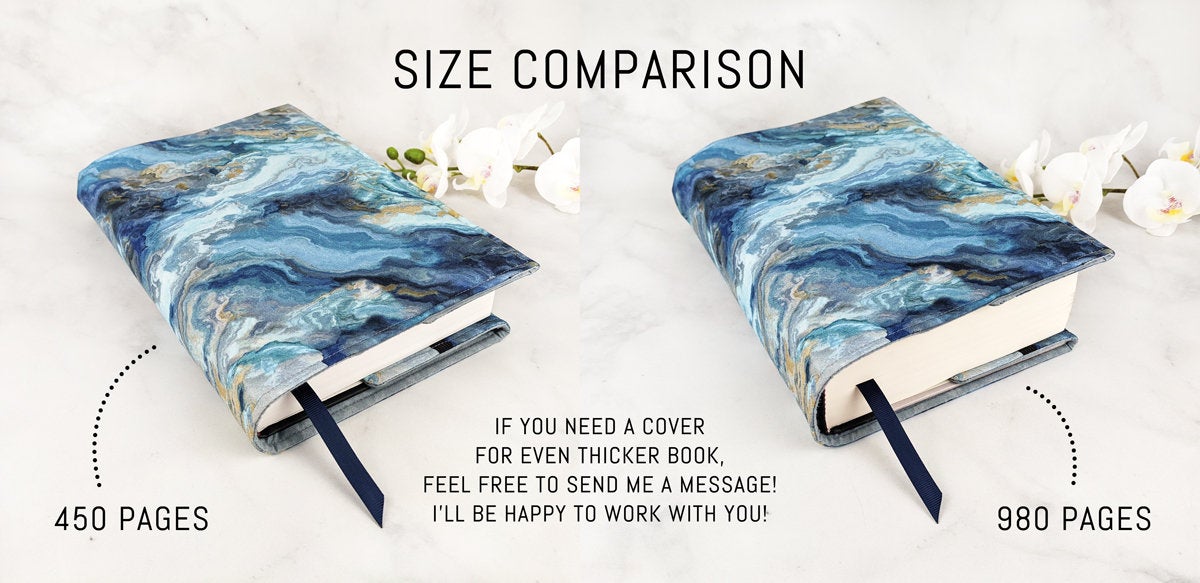 SIZE COMPARISON
IF YOU NEED A COVER
FOR EVEN THICKER BOOK,
FEEL FREE TO SEND ME A MESSAGE!
I'LL BE HAPPY TO WORK WITH YOU!
450 PAGES
980 PAGES